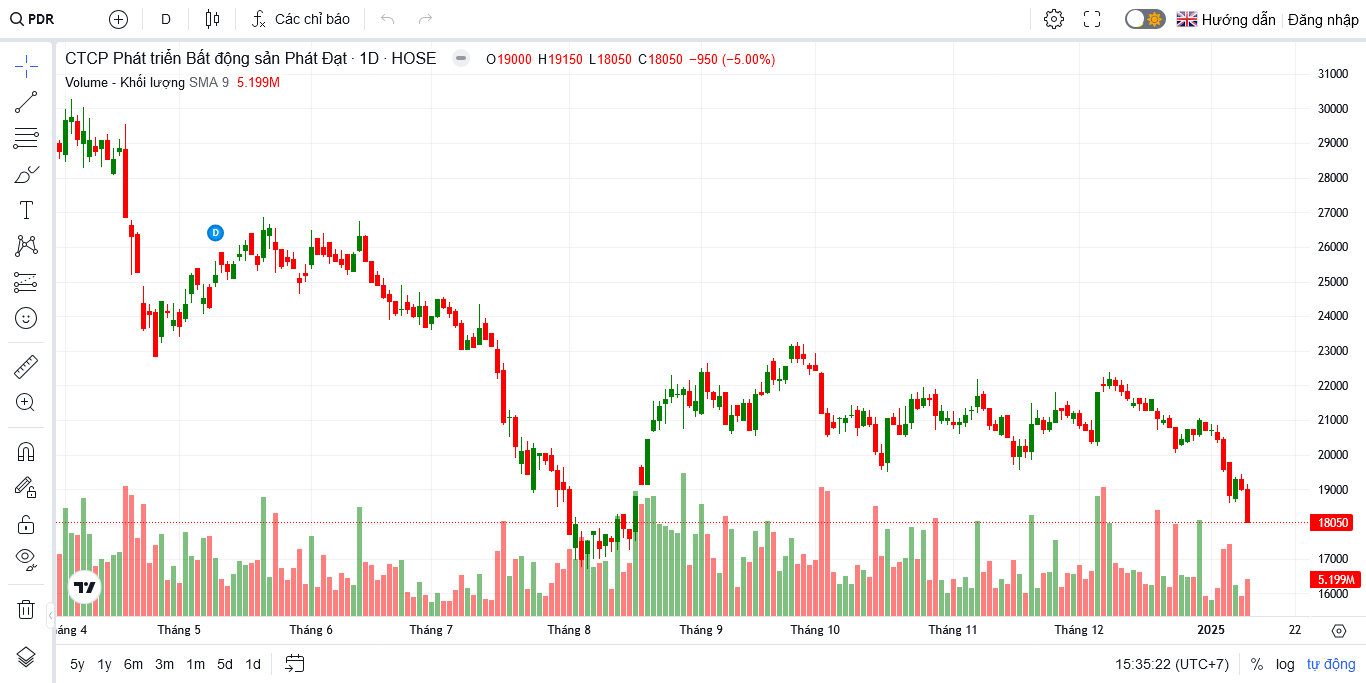 PDR D Các chỉ báo Hướng dẫn Đăng nhập
CTCP Phát triển Bất động sản Phát Đạt · 1D · HOSE O19000 H19150 L18050 C18050 −950 (−5.00%)
Volume - Khối lượng SMA 9 5.199M
31000
30000
29000
28000
27000
D
26000
25000
24000
23000
22000
21000
20000
19000
18050
17000
5.199M
16000
áng 4 Tháng 5 Tháng 6 Tháng 7 Tháng 8 Tháng 9 Tháng 10 Tháng 11 Tháng 12 2025 22
5y 1y 6m 3m 1m 5d 1d 15:35:22 (UTC+7) % log tự động